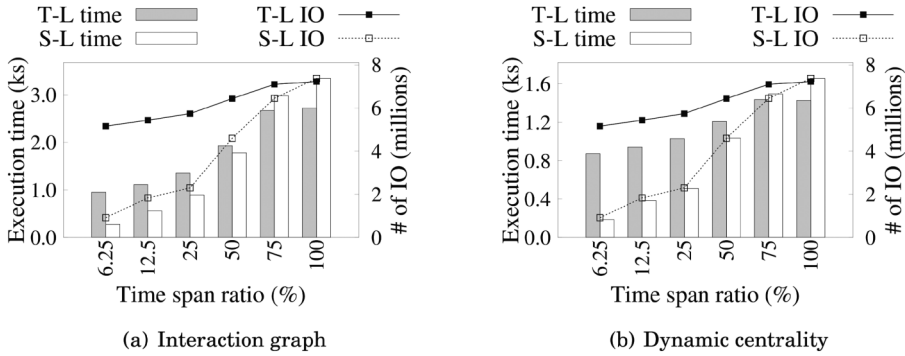 T-L time T-L IO
S-L time S-L IO
Execution time (ks)
3.0
2.0
1.0
0.0
8
6
4
2
0
# of IO (millions)
6.25 12.5 25 50 75 100
Time span ratio (%)
(a) Interaction graph
T-L time T-L IO
S-L time S-L IO
Execution time (ks)
1.6
1.2
0.8
0.4
0.0
8
6
4
2
0
# of IO (millions)
6.25 12.5 25 50 75 100
Time span ratio (%)
(b) Dynamic centrality